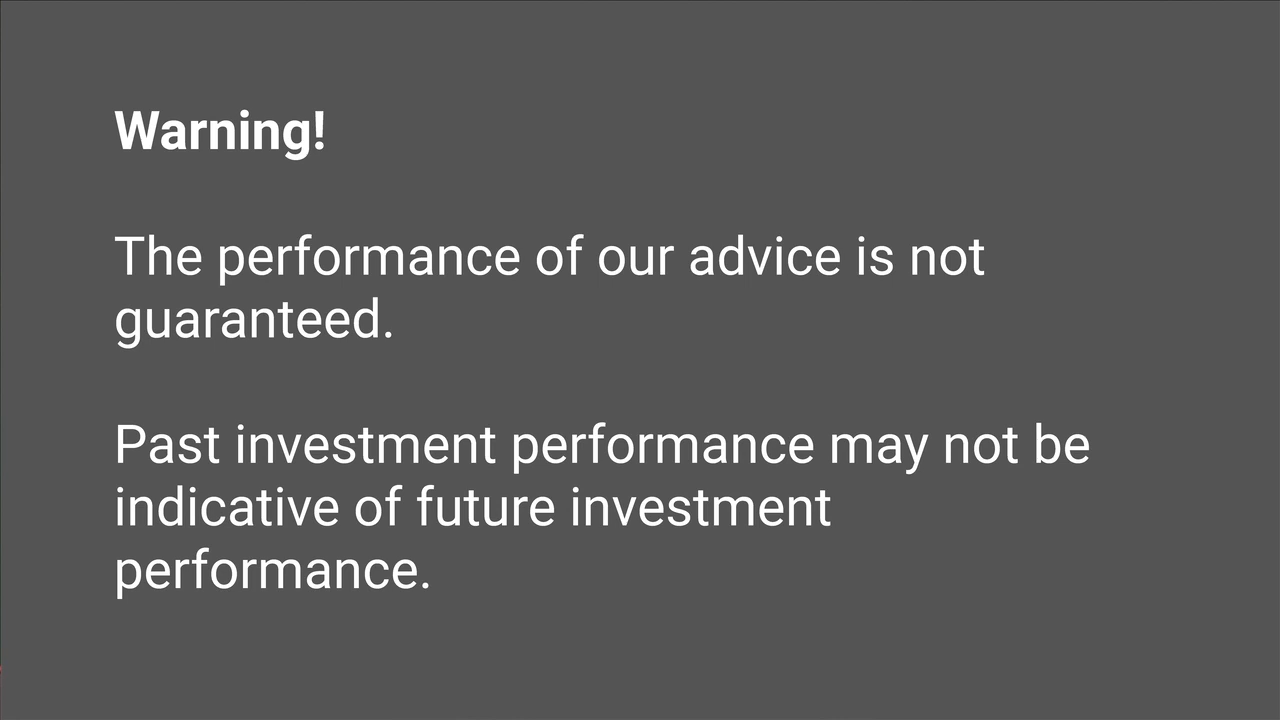 Warning!
The performance of our advice is not
guaranteed.
Past investment performance may not be
indicative of future investment
performance.